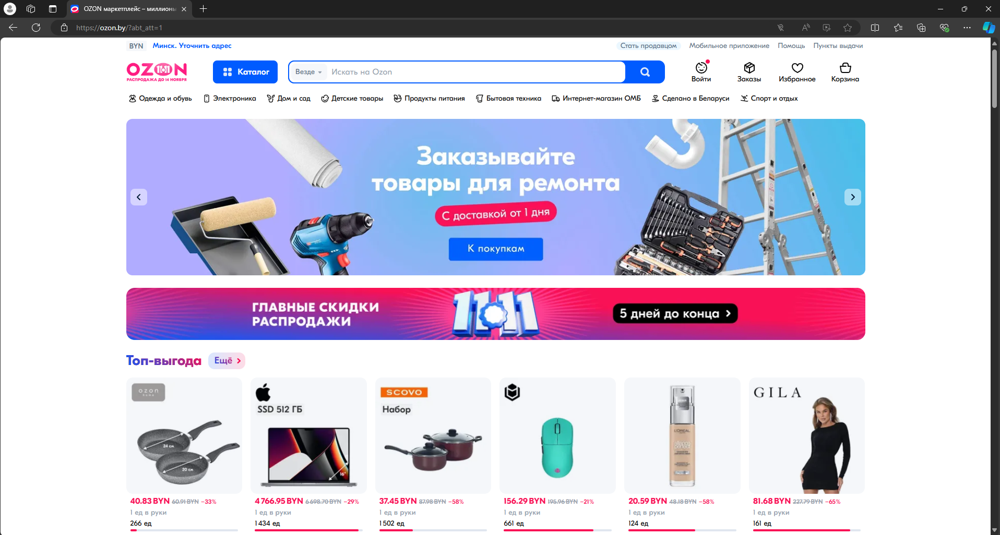 OZON маркетплейс – миллионы
https://ozon.by/?abt_att=1
BYN Минск. Уточнить адрес Стать продавцом Мобильное приложение Помощь Пункты выдачи
OZON
РАСПРОДАЖА ДО 14 НОЯБРЯ
Каталог
Везде Искать на Ozon
Войти Заказы Избранное Корзина
Одежда и обувь Электроника Дом и сад Детские товары Продукты питания Бытовая техника Интернет-магазин ОМБ Сделано в Беларуси Спорт и отдых
Заказывайте
товары для ремонта
С доставкой от 1 дня
К покупкам
ГЛАВНЫЕ СКИДКИ
РАСПРОДАЖИ
11.11
5 дней до конца
Топ-выгода Ещё
ozon
home
24 см
20 см
SSD 512 ГБ
16"
SCOVO
Набор
L'OREAL
GILA
40.83 BYN 60.91 BYN −33%
1 ед в руки
266 ед
4 766.95 BYN 6 698.70 BYN −29%
1 ед в руки
1 434 ед
37.45 BYN 87.98 BYN −58%
1 ед в руки
1 502 ед
156.29 BYN 195.96 BYN −21%
1 ед в руки
661 ед
20.59 BYN 48.18 BYN −58%
1 ед в руки
124 ед
81.68 BYN 227.79 BYN −65%
1 ед в руки
161 ед